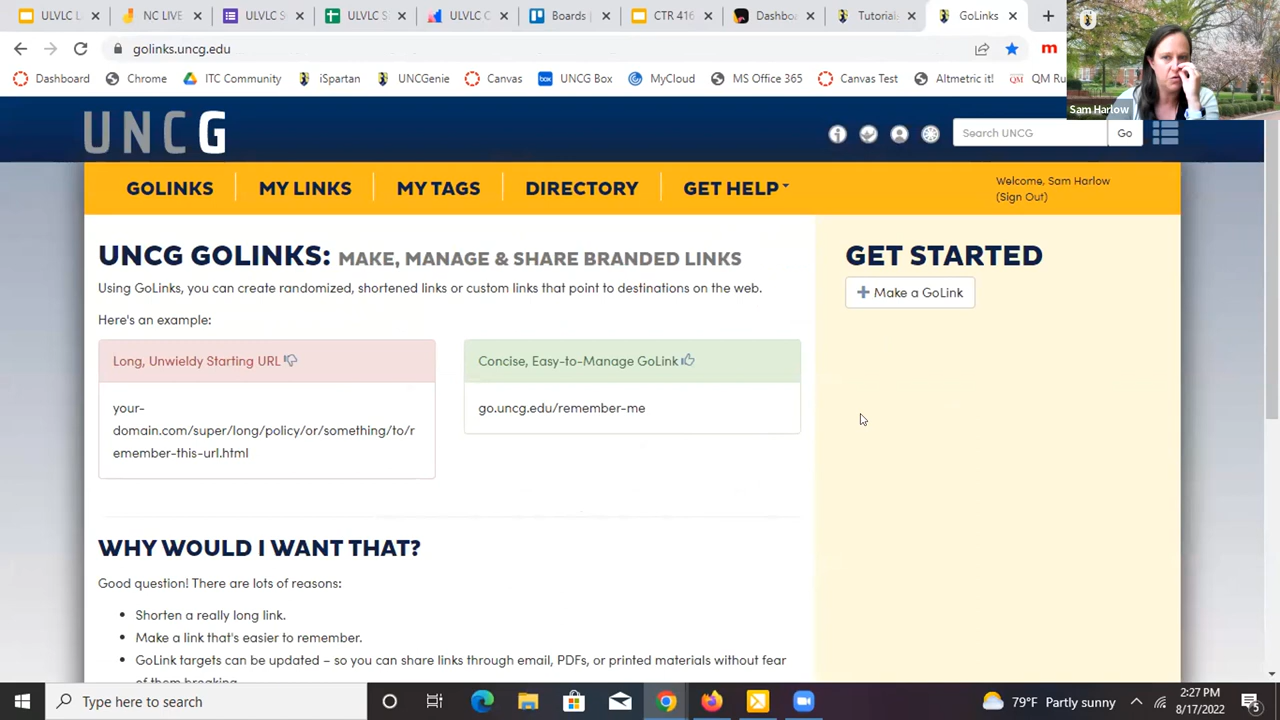 ULVLC L
NC LIVE
ULVLC S
ULVLC S
ULVLC C
Boards |
CTR 416
Dashbo
Tutorial
GoLinks
golinks.uncg.edu
Dashboard
Chrome
ITC Community
iSpartan
UNCGenie
Canvas
UNCG Box
MyCloud
MS Office 365
Canvas Test
Altmetric it!
QM Ru
Sam Harlow
UNCG
Search UNCG
Go
GOLINKS
MY LINKS
MY TAGS
DIRECTORY
GET HELP
Welcome, Sam Harlow
(Sign Out)
UNCG GOLINKS: MAKE, MANAGE & SHARE BRANDED LINKS
Using GoLinks, you can create randomized, shortened links or custom links that point to destinations on the web.
Here's an example:
Long, Unwieldy Starting URL
your-
domain.com/super/long/policy/or/something/to/r
emember-this-url.html
Concise, Easy-to-Manage GoLink
go.uncg.edu/remember-me
GET STARTED
Make a GoLink
WHY WOULD I WANT THAT?
Good question! There are lots of reasons:
• Shorten a really long link.
• Make a link that's easier to remember.
• GoLink targets can be updated – so you can share links through email, PDFs, or printed materials without fear
of them breaking.
Type here to search
79°F Partly sunny
2:27 PM
8/17/2022
5